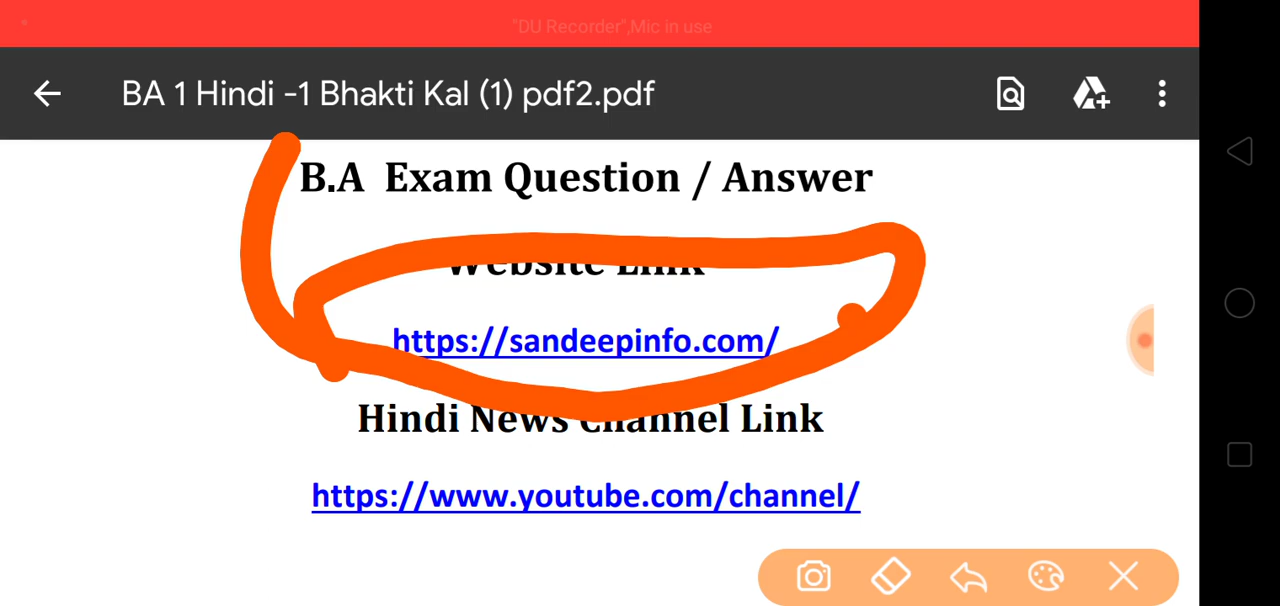 "DU Recorder",Mic in use
BA 1 Hindi -1 Bhakti Kal (1) pdf2.pdf
B.A Exam Question / Answer
Website Link
https://sandeepinfo.com/
Hindi News Channel Link
https://www.youtube.com/channel/